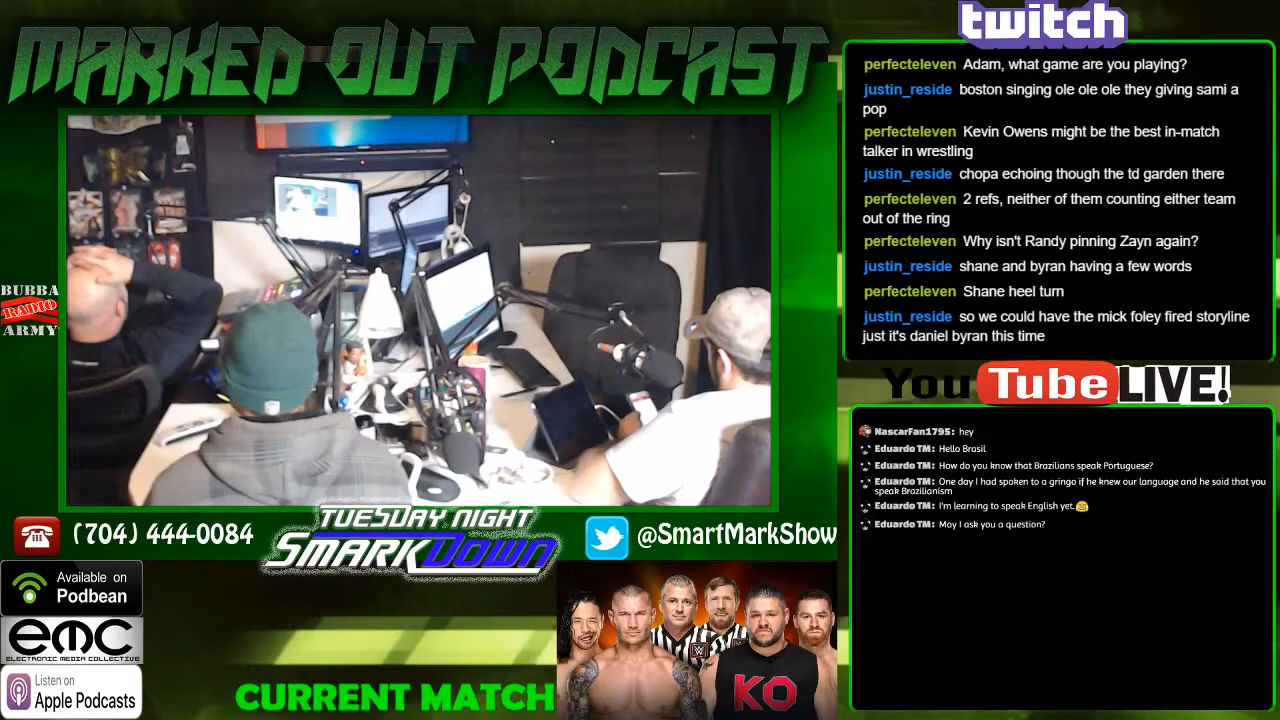 MARKED OUT PODCAST
twitch
perfecteleven Adam, what game are you playing?
justin_reside boston singing ole ole ole they giving sami a
pop
perfecteleven Kevin Owens might be the best in-match
talker in wrestling
justin_reside chopa echoing though the td garden there
perfecteleven 2 refs, neither of them counting either team
out of the ring
perfecteleven Why isn't Randy pinning Zayn again?
justin_reside shane and byran having a few words
perfecteleven Shane heel turn
justin_reside so we could have the mick foley fired storyline
just it's daniel byran this time
BUBBA
RADIO
ARMY
YouTube LIVE!
NascarFan1795: hey
Eduardo TM: Hello Brasil
Eduardo TM: How do you know that Brazilians speak Portuguese?
Eduardo TM: One day I had spoken to a gringo if he knew our language and he said that you
speak Brazilianism
Eduardo TM: I'm learning to speak English yet.😂
Eduardo TM: May I ask you a question?
(704) 444-0084
TUESDAY NIGHT
SMARKDOWN
@SmartMarkShow
Available on
Podbean
emc
ELECTRONIC MEDIA COLLECTIVE
Listen on
Apple Podcasts
CURRENT MATCH
KO